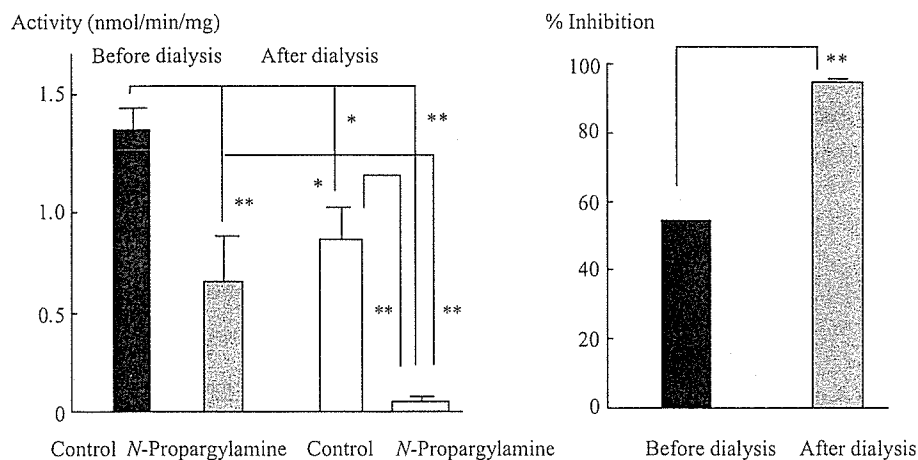 Activity (nmol/min/mg)
Before dialysis After dialysis
1.5
1.0
0.5
0
* **
** *
** **
Control N-Propargylamine Control N-Propargylamine
% Inhibition
100
80
60
40
20
0
**
Before dialysis After dialysis